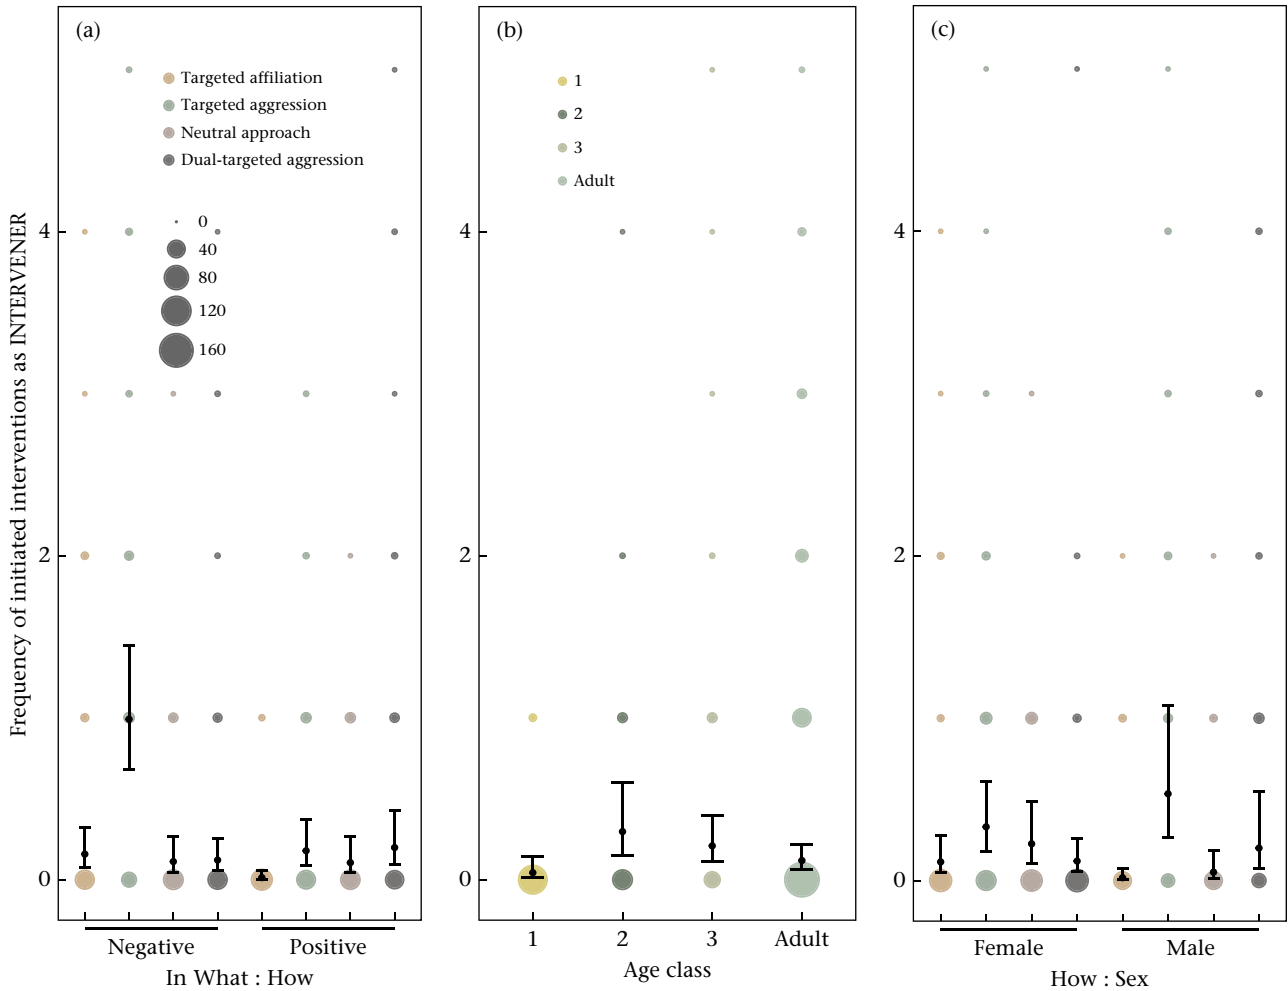 (a)
Targeted affiliation
Targeted aggression
Neutral approach
Dual-targeted aggression
0
40
80
120
160
4
2
0
Negative Positive
In What : How
Frequency of initiated interventions as INTERVENER
(b)
1
2
3
Adult
4
2
0
1 2 3 Adult
Age class
(c)
4
2
0
Female Male
How : Sex